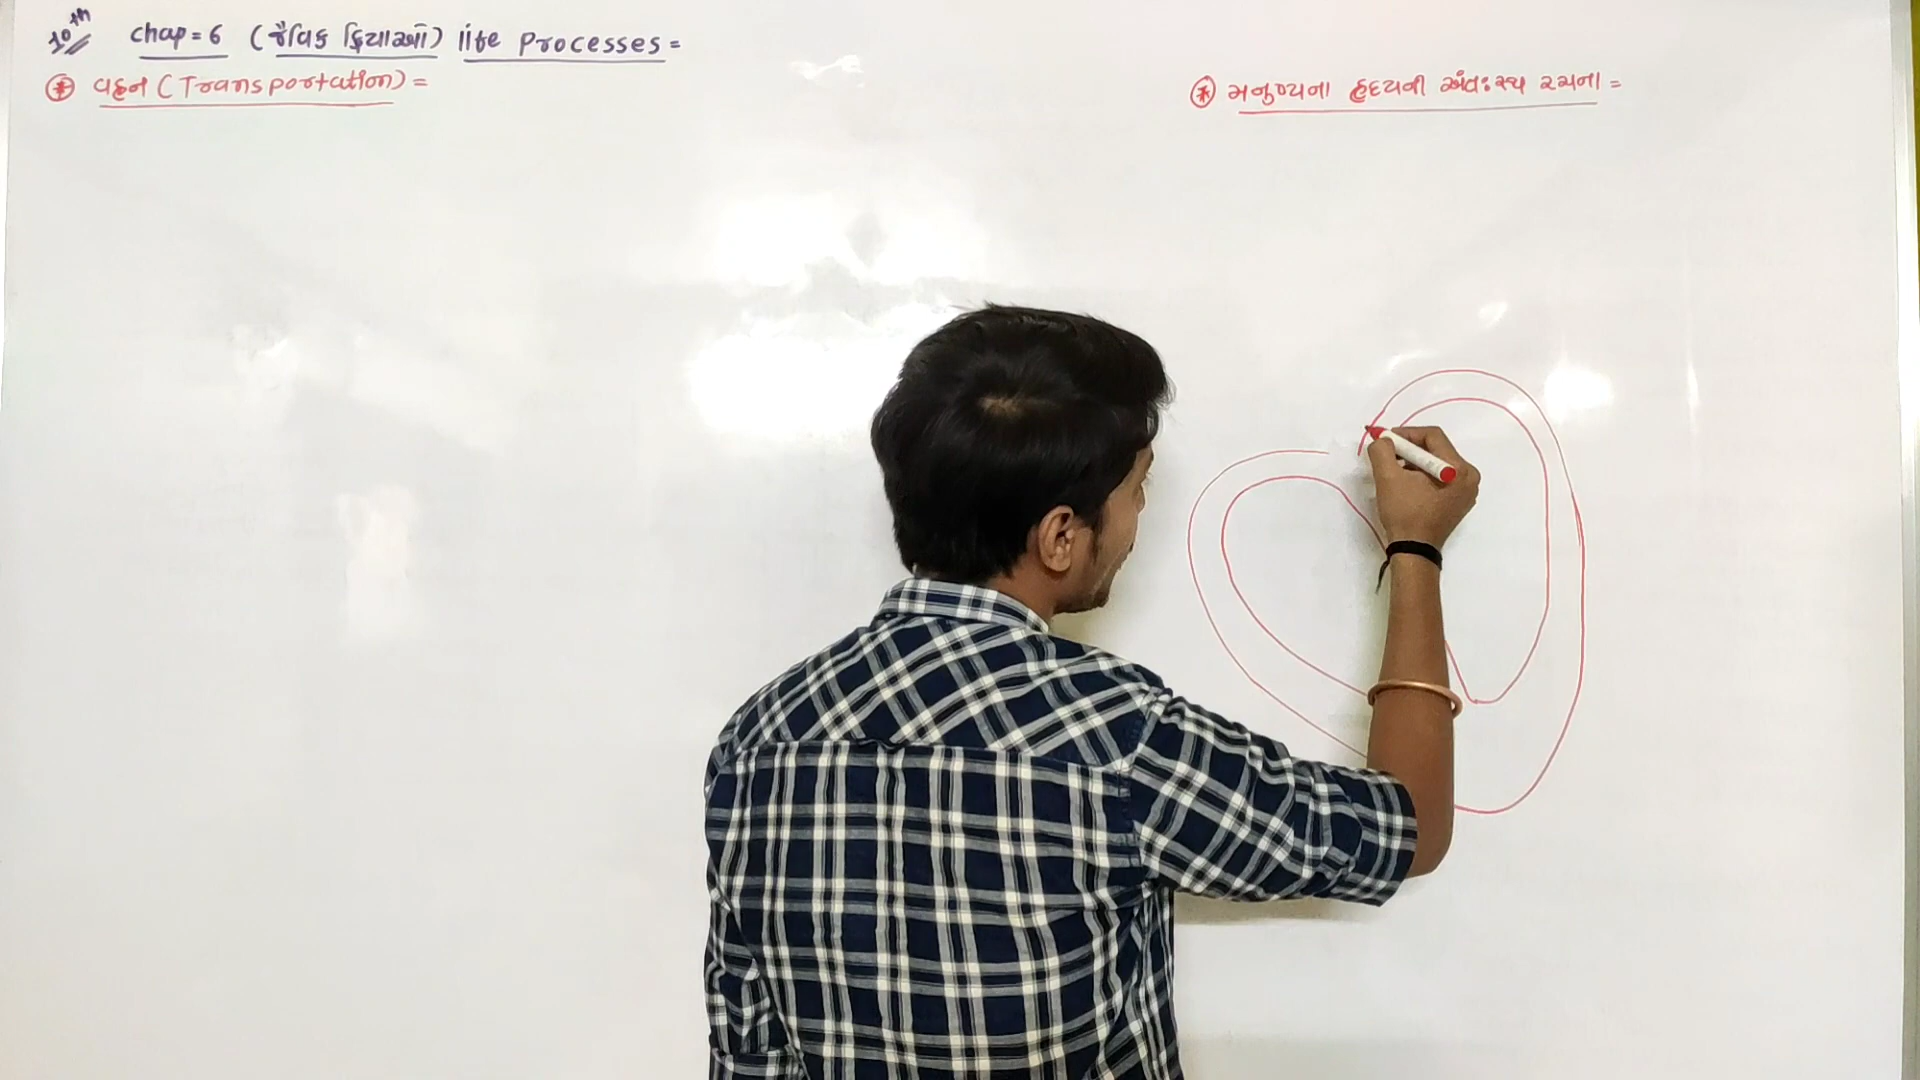 10th chap = 6 (જૈવિક ક્રિયાઓ) life Processes =
* વહન (Transportation) =
* મનુષ્યના હૃદયની અંતઃસ્થ રચના =